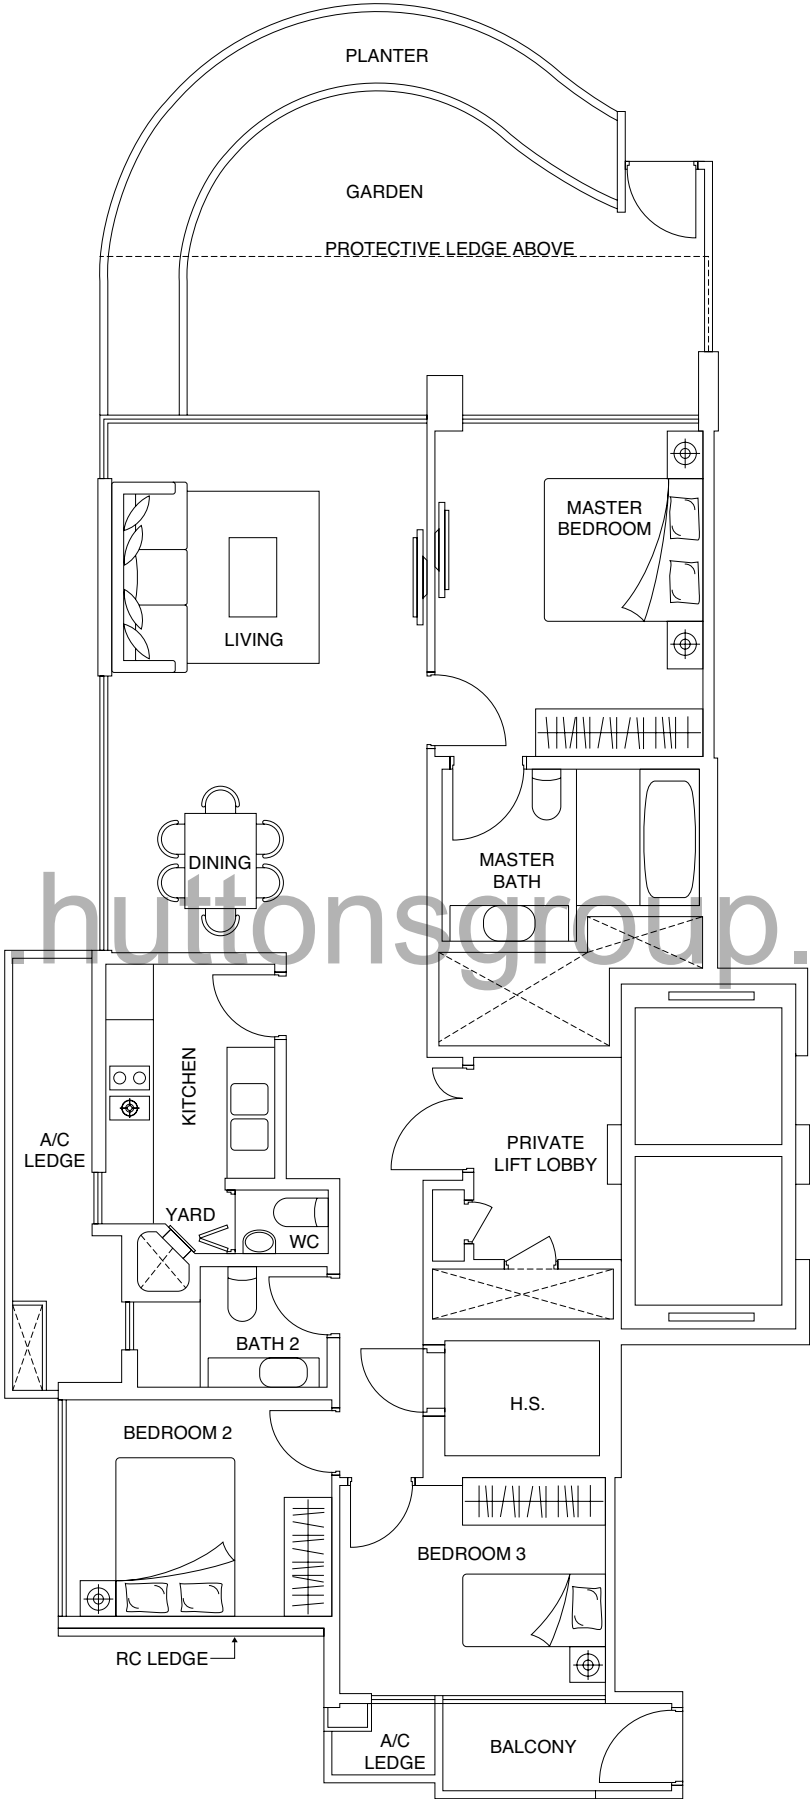 PLANTER
GARDEN
PROTECTIVE LEDGE ABOVE
MASTER
BEDROOM
LIVING
DINING
MASTER
BATH
.huttonsgroup.
KITCHEN
A/C
LEDGE
PRIVATE
LIFT LOBBY
YARD
WC
BATH 2
H.S.
BEDROOM 2
BEDROOM 3
RC LEDGE
A/C
LEDGE
BALCONY